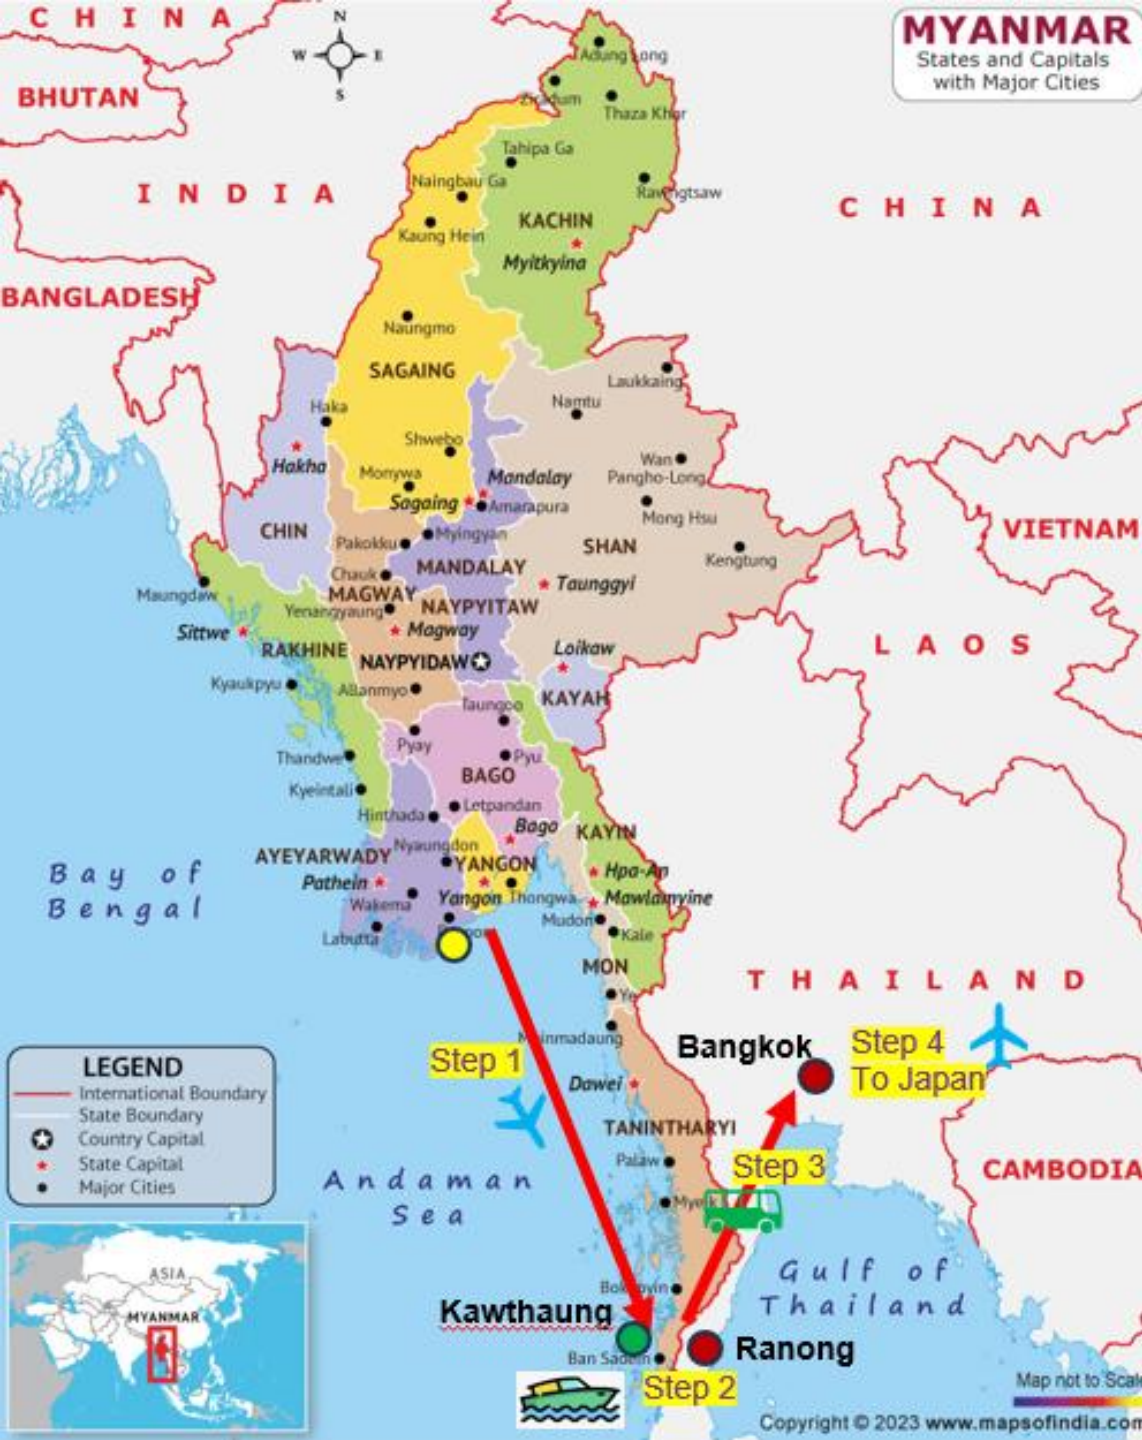 CHINA
N
W
E
S
MYANMAR
States and Capitals
with Major Cities
BHUTAN
Adung Long
Thaza Khar
Tahipa Ga
INDIA
Naingbau Ga
Rawngtsaw
CHINA
KACHIN
Kaung Hein
Myitkyina
BANGLADESH
Naungmo
SAGAING
Laukkaing
Namtu
Haka
Shwebo
Hakha
Monywa
Mandalay
Wan
Pangho-Long
Sagaing
Amarapura
Mong Hsu
CHIN
Pakokku
Myingyan
VIETNAM
SHAN
Kengtung
Chauk
MANDALAY
Taunggyi
Maungdaw
MAGWAY
Yenangyaung
NAYPYITAW
Sittwe
Magway
RAKHINE
NAYPYIDAW
Loikaw
LAOS
Kyaukpyu
Allanmyo
KAYAH
Taungoo
Pyay
Thandwe
Pyu
BAGO
Kyeintali
Hinthada
Letpandan
Bago
KAYIN
Nyaungdon
AYEYARWADY
YANGON
Bay of
Bengal
Pathein
Hpa-An
Wakema
Yangon
Thongwa
Mawlamyine
Mudon
Labutta
Kale
MON
THAILAND
Ye
Bangkok
Step 4
To Japan
Step 1
LEGEND
International Boundary
State Boundary
Country Capital
State Capital
Major Cities
Dawei
TANINTHARYI
Palaw
Step 3
CAMBODIA
Andaman
Sea
Myeik
Gulf of
Thailand
ASIA
MYANMAR
Kawthaung
Ranong
Step 2
Map not to Scale
Copyright © 2023 www.mapsofindia.com